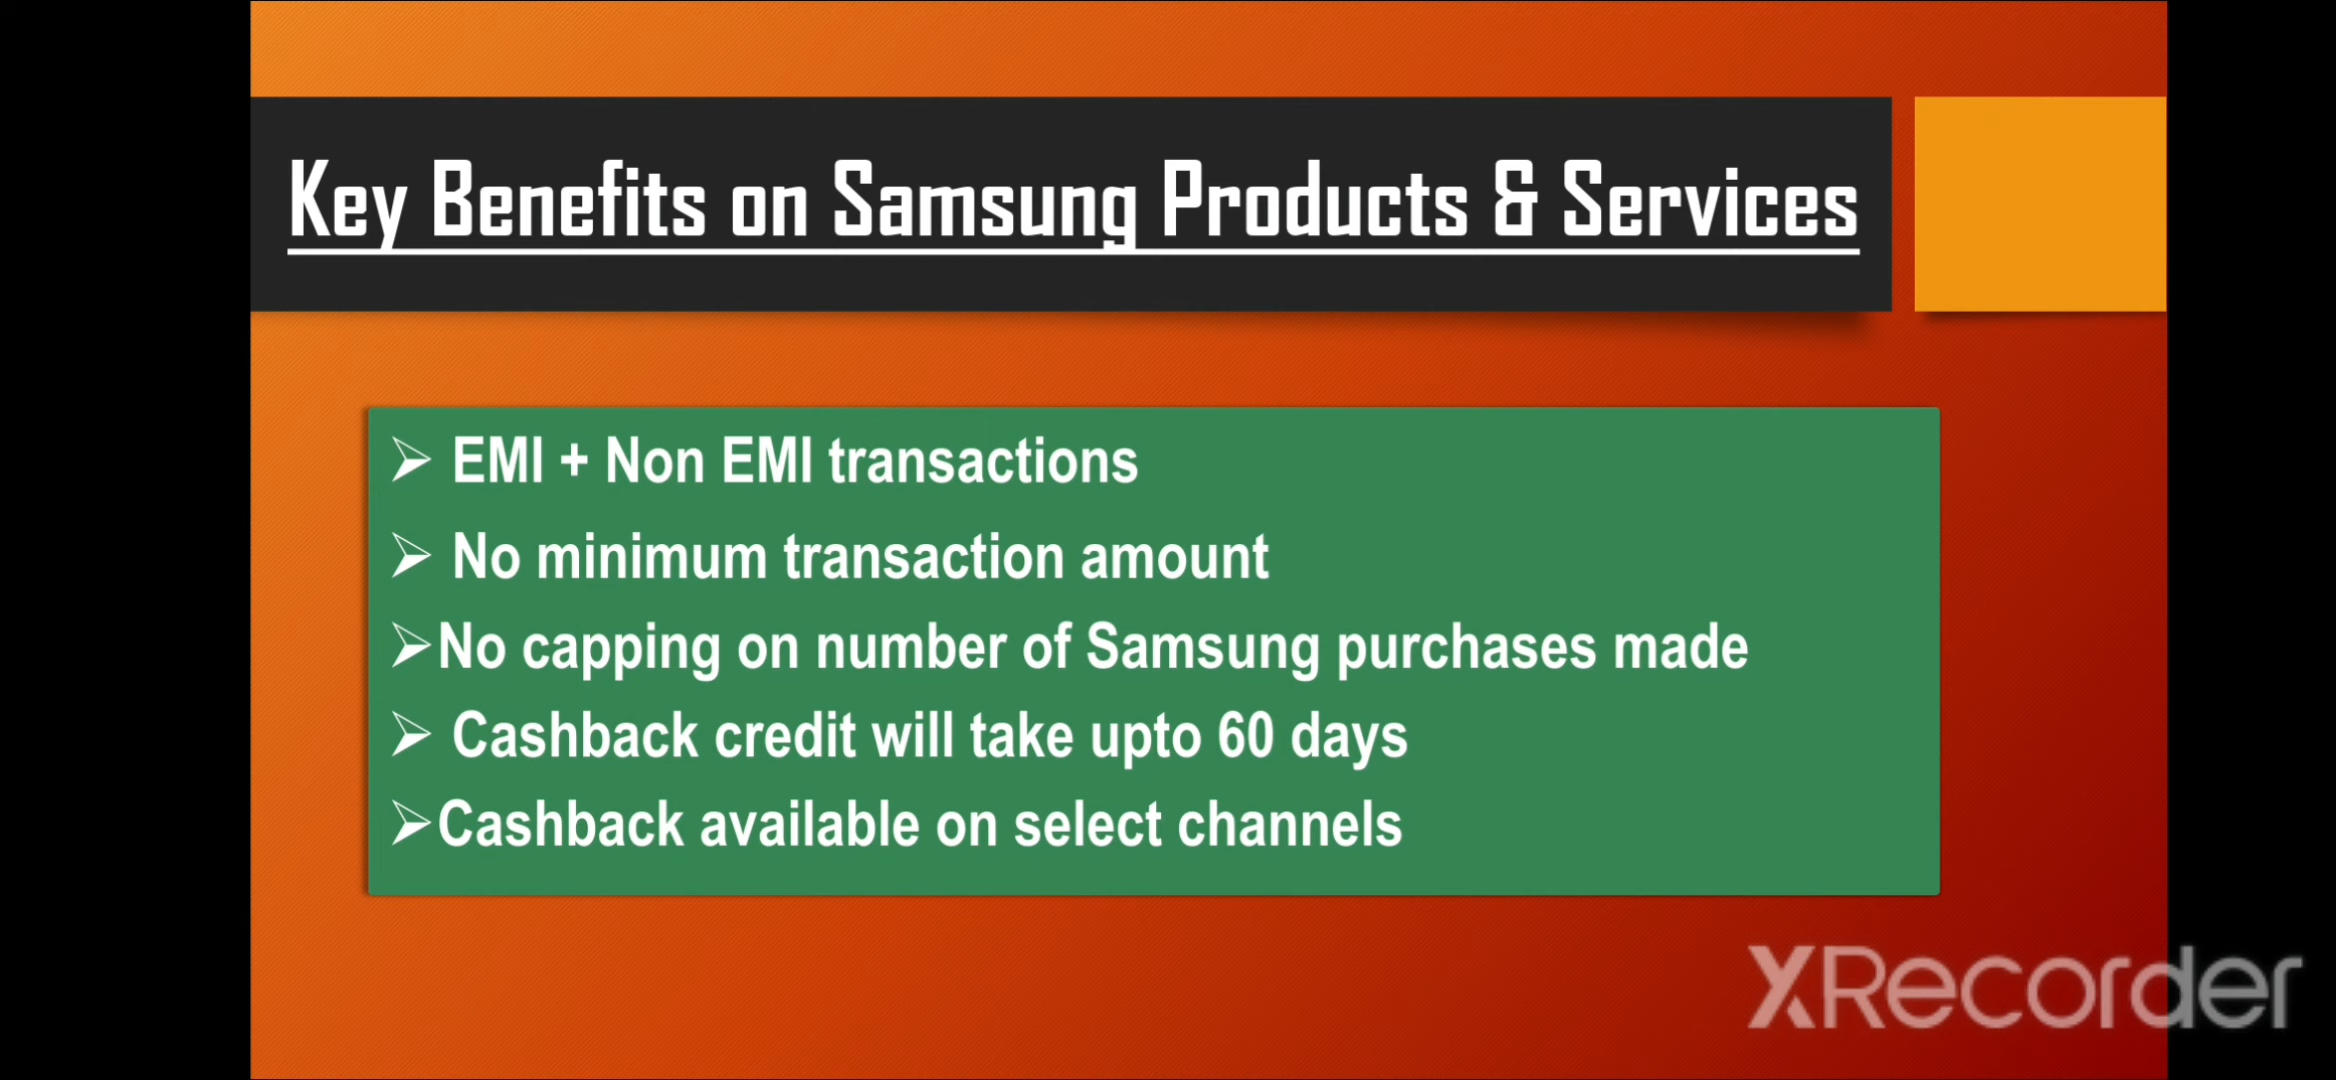 Key Benefits on Samsung Products & Services
➢ EMI + Non EMI transactions
➢ No minimum transaction amount
➢No capping on number of Samsung purchases made
➢ Cashback credit will take upto 60 days
➢Cashback available on select channels
XRecorder